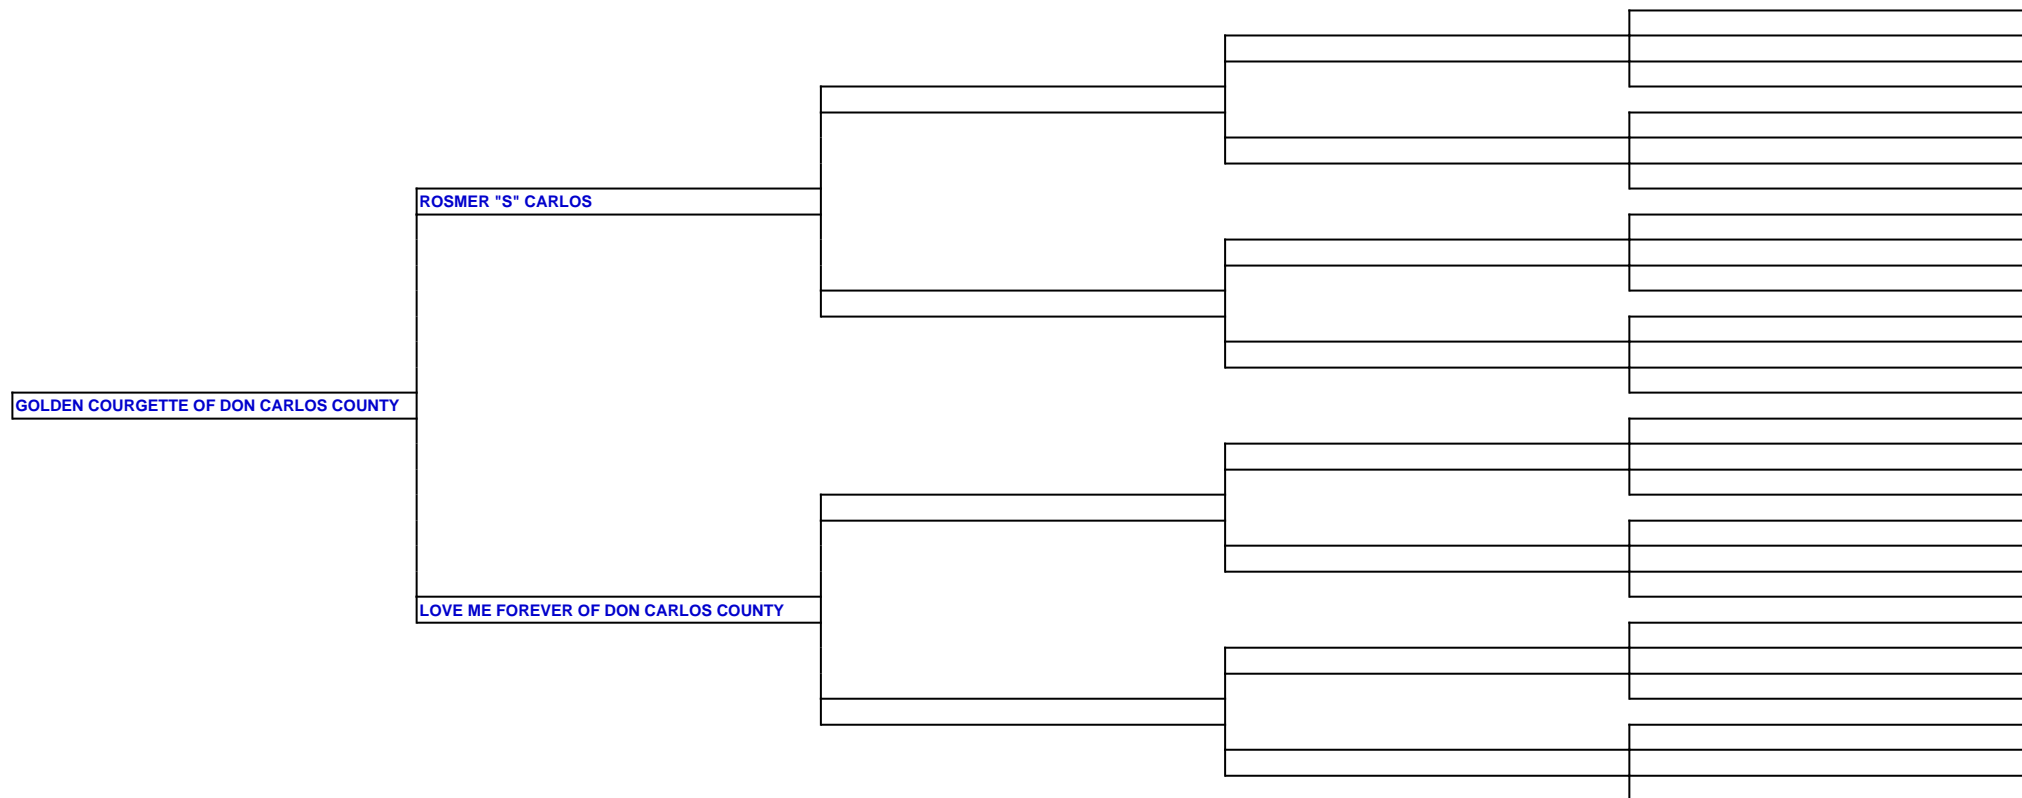 ROSMER "S" CARLOS
GOLDEN COURGETTE OF DON CARLOS COUNTY
LOVE ME FOREVER OF DON CARLOS COUNTY